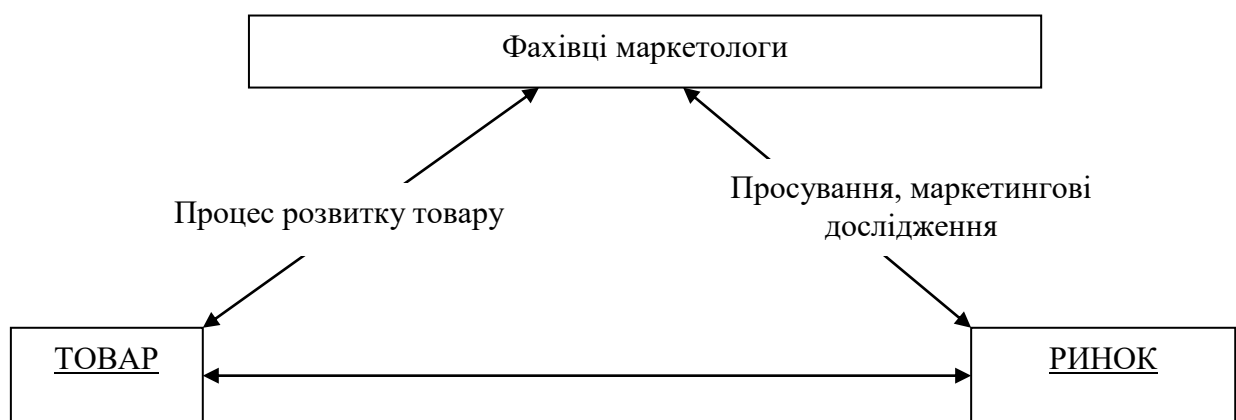 Фахівці маркетологи
Процес розвитку товару
Просування, маркетингові
дослідження
ТОВАР
РИНОК